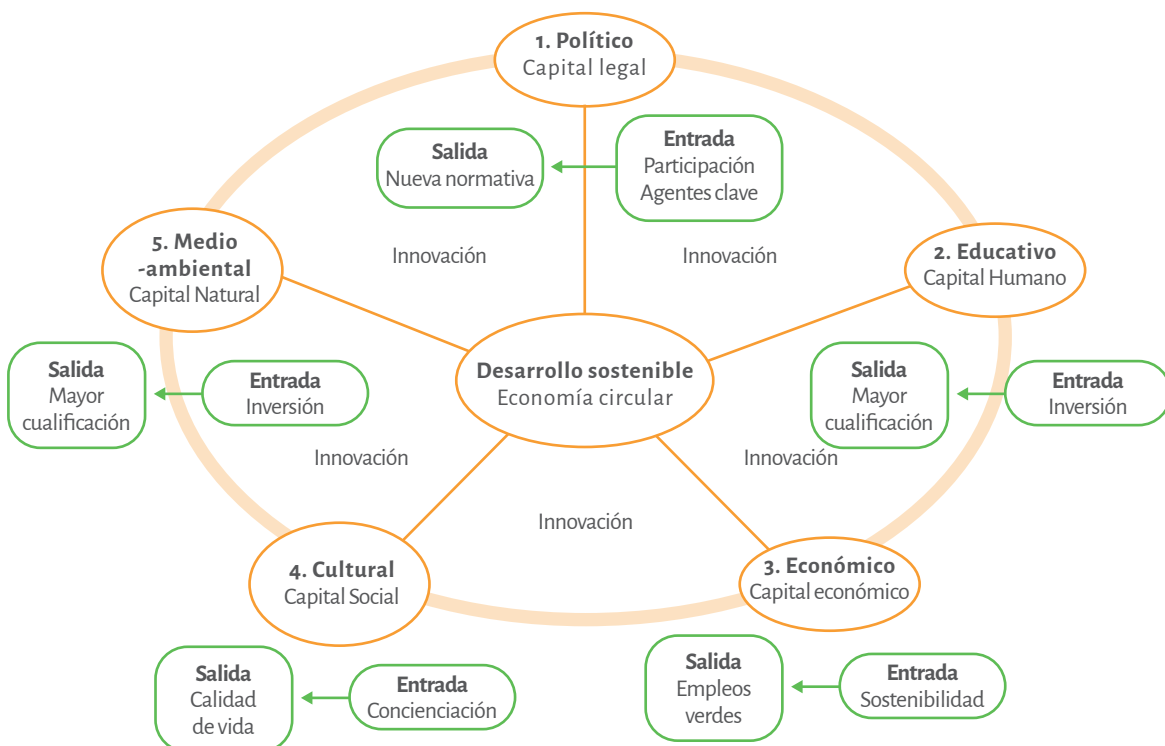 1. Político
Capital legal
Salida
Nueva normativa
Entrada
Participación
Agentes clave
5. Medio
-ambiental
Capital Natural
Innovación
Innovación
2. Educativo
Capital Humano
Desarrollo sostenible
Economía circular
Salida
Mayor
cualificación
Entrada
Inversión
Salida
Mayor
cualificación
Entrada
Inversión
Innovación
Innovación
Innovación
4. Cultural
Capital Social
3. Económico
Capital económico
Salida
Calidad
de vida
Entrada
Concienciación
Salida
Empleos
verdes
Entrada
Sostenibilidad